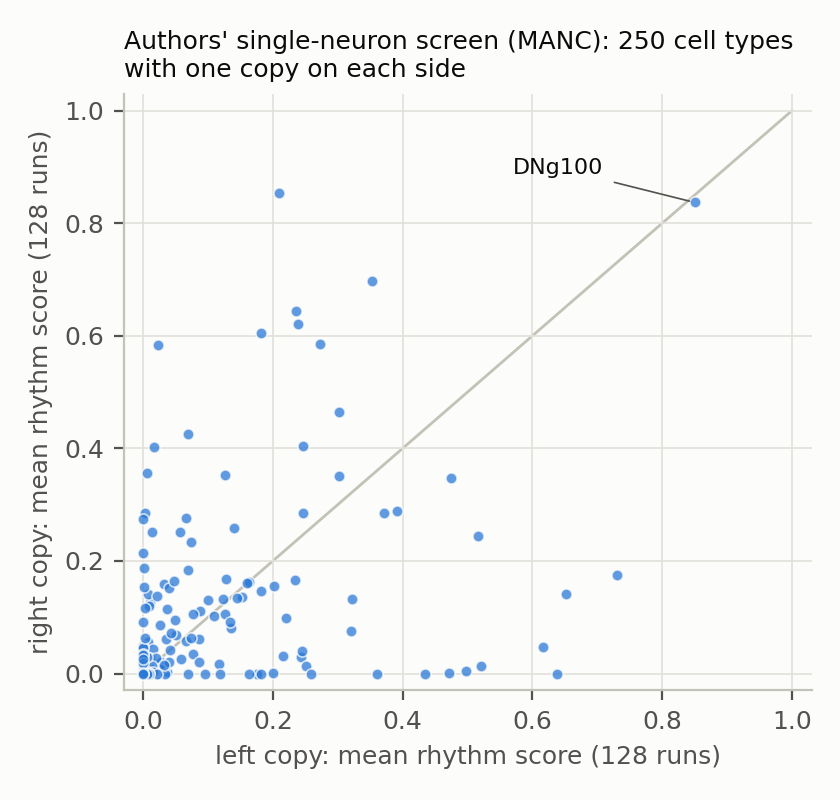 Authors' single-neuron screen (MANC): 250 cell types
with one copy on each side
1.0
DNg100
0.8
0.6
0.4
0.2
0.0
right copy: mean rhythm score (128 runs)
0.0 0.2 0.4 0.6 0.8 1.0
left copy: mean rhythm score (128 runs)